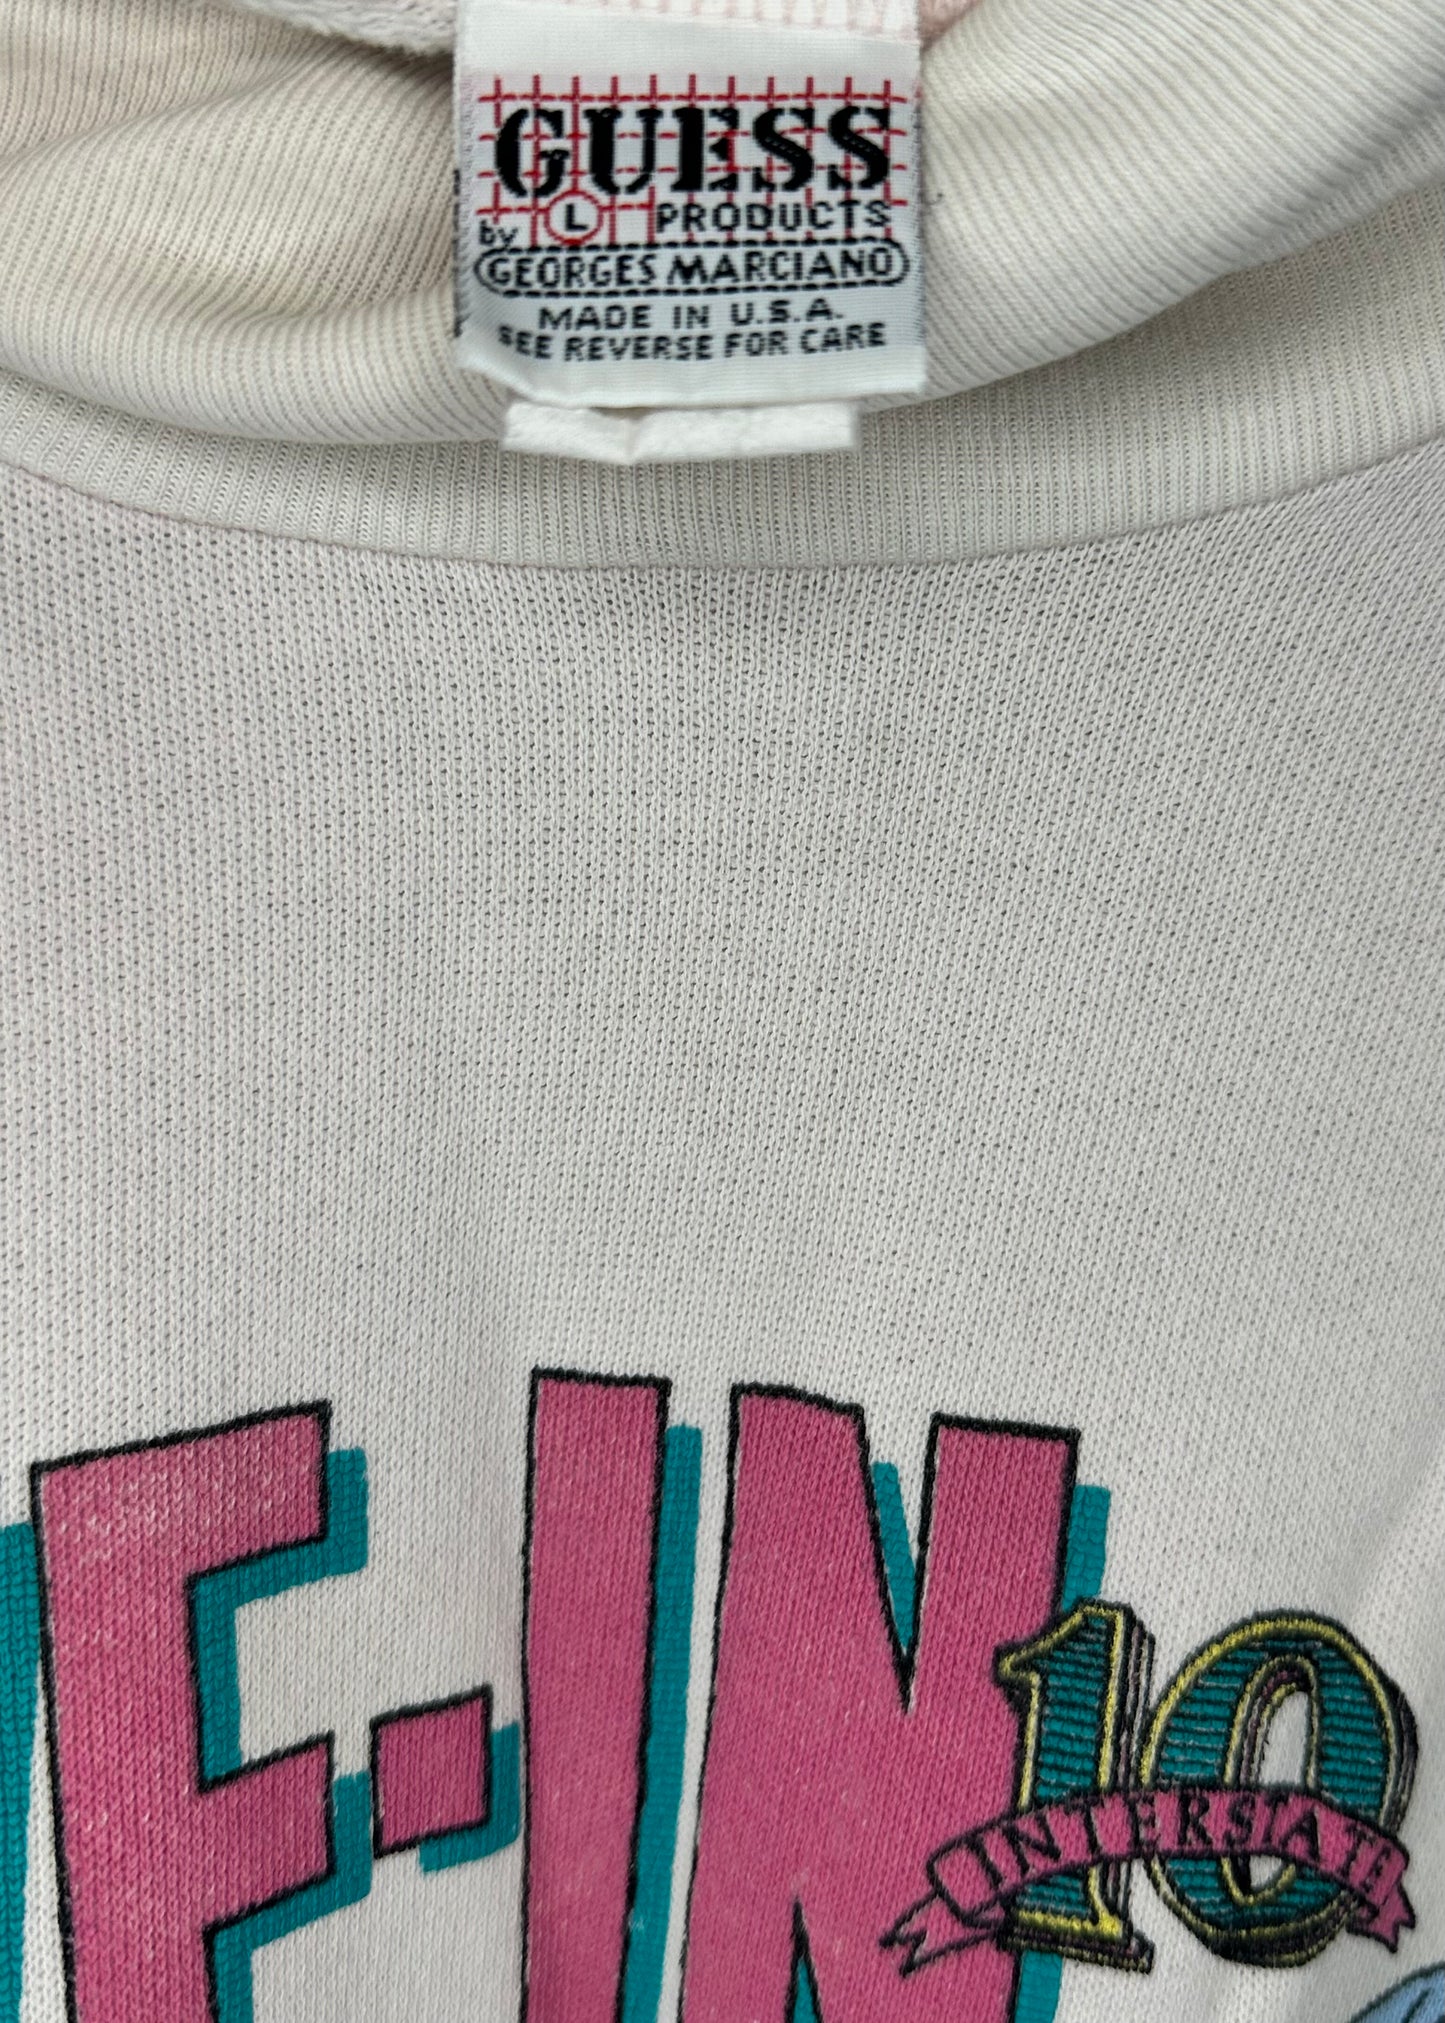 GUESS
by L PRODUCTS
GEORGES MARCIANO
MADE IN U.S.A.
SEE REVERSE FOR CARE
E-IN
10
INTERSTATE